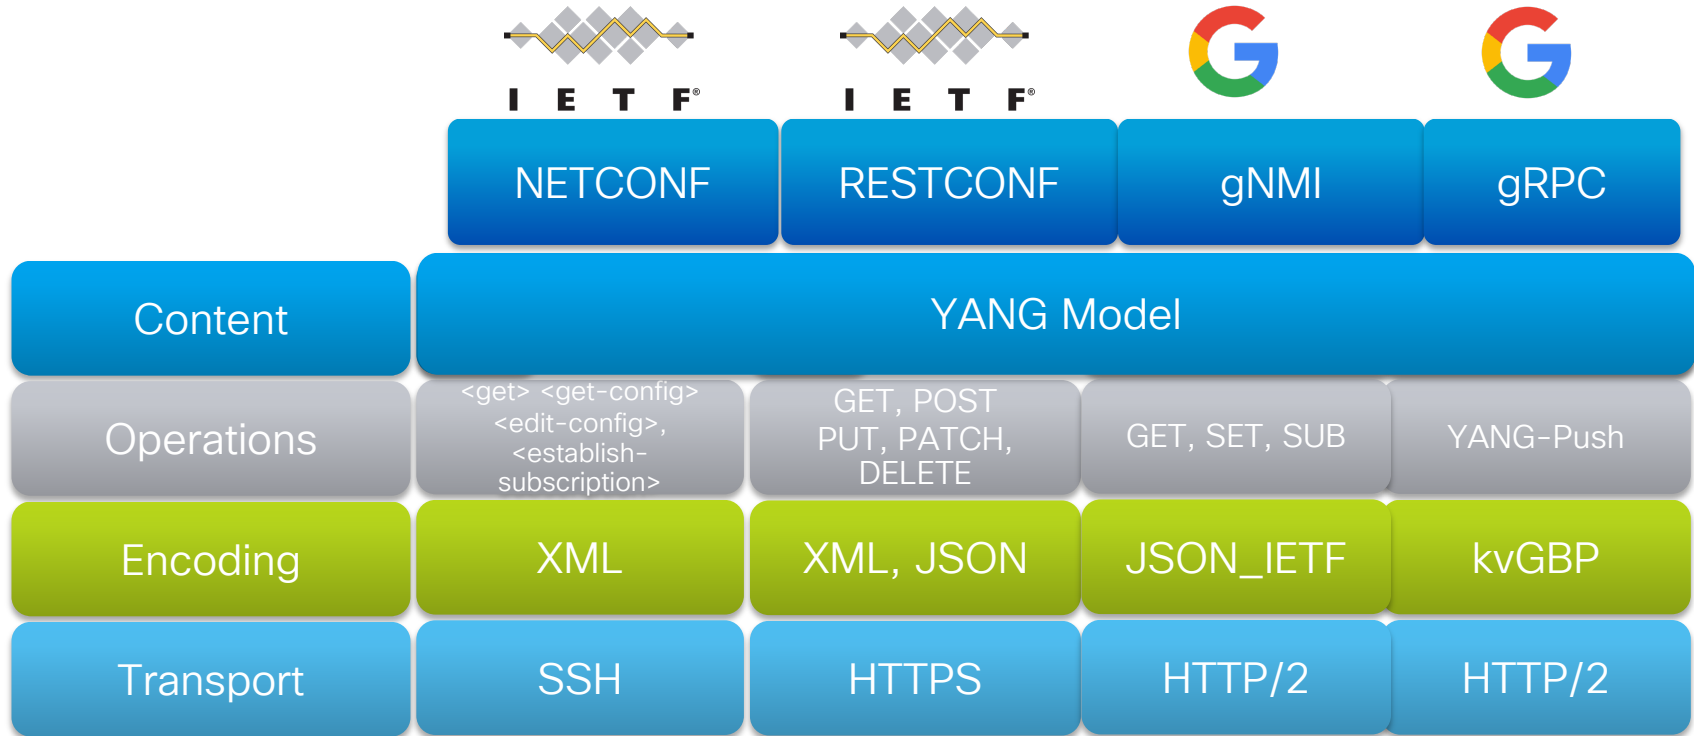 I E T F®
I E T F®
NETCONF
RESTCONF
gNMI
gRPC
Content
YANG Model
Operations
<get> <get-config>
<edit-config>,
<establish-
subscription>
GET, POST
PUT, PATCH,
DELETE
GET, SET, SUB
YANG-Push
Encoding
XML
XML, JSON
JSON_IETF
kvGBP
Transport
SSH
HTTPS
HTTP/2
HTTP/2